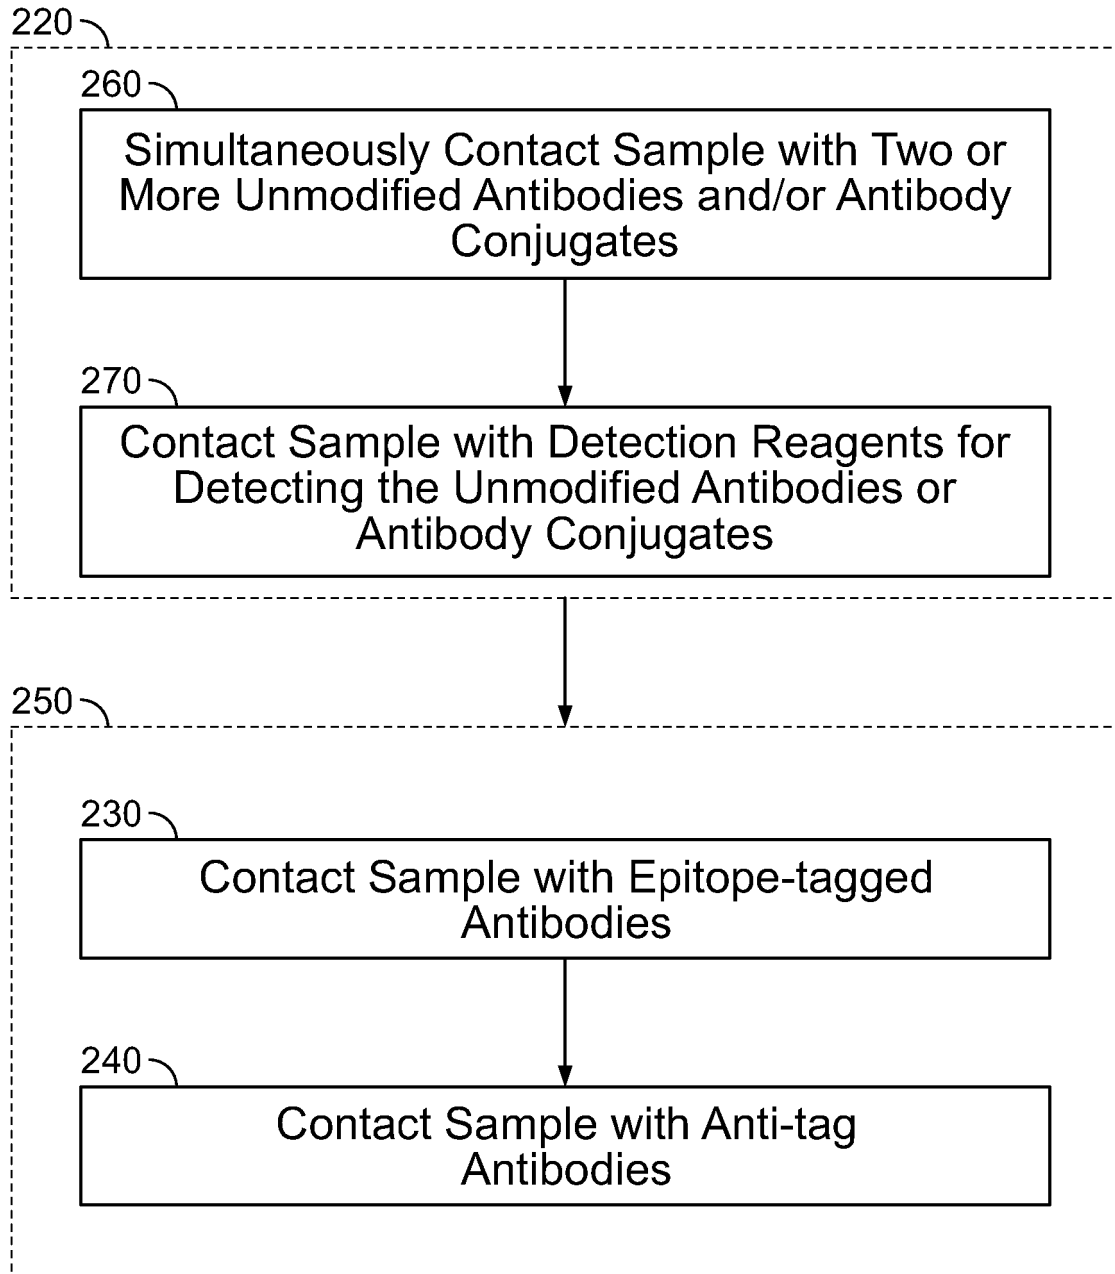 220
260
Simultaneously Contact Sample with Two or
More Unmodified Antibodies and/or Antibody
Conjugates
270
Contact Sample with Detection Reagents for
Detecting the Unmodified Antibodies or
Antibody Conjugates
250
230
Contact Sample with Epitope-tagged
Antibodies
240
Contact Sample with Anti-tag
Antibodies